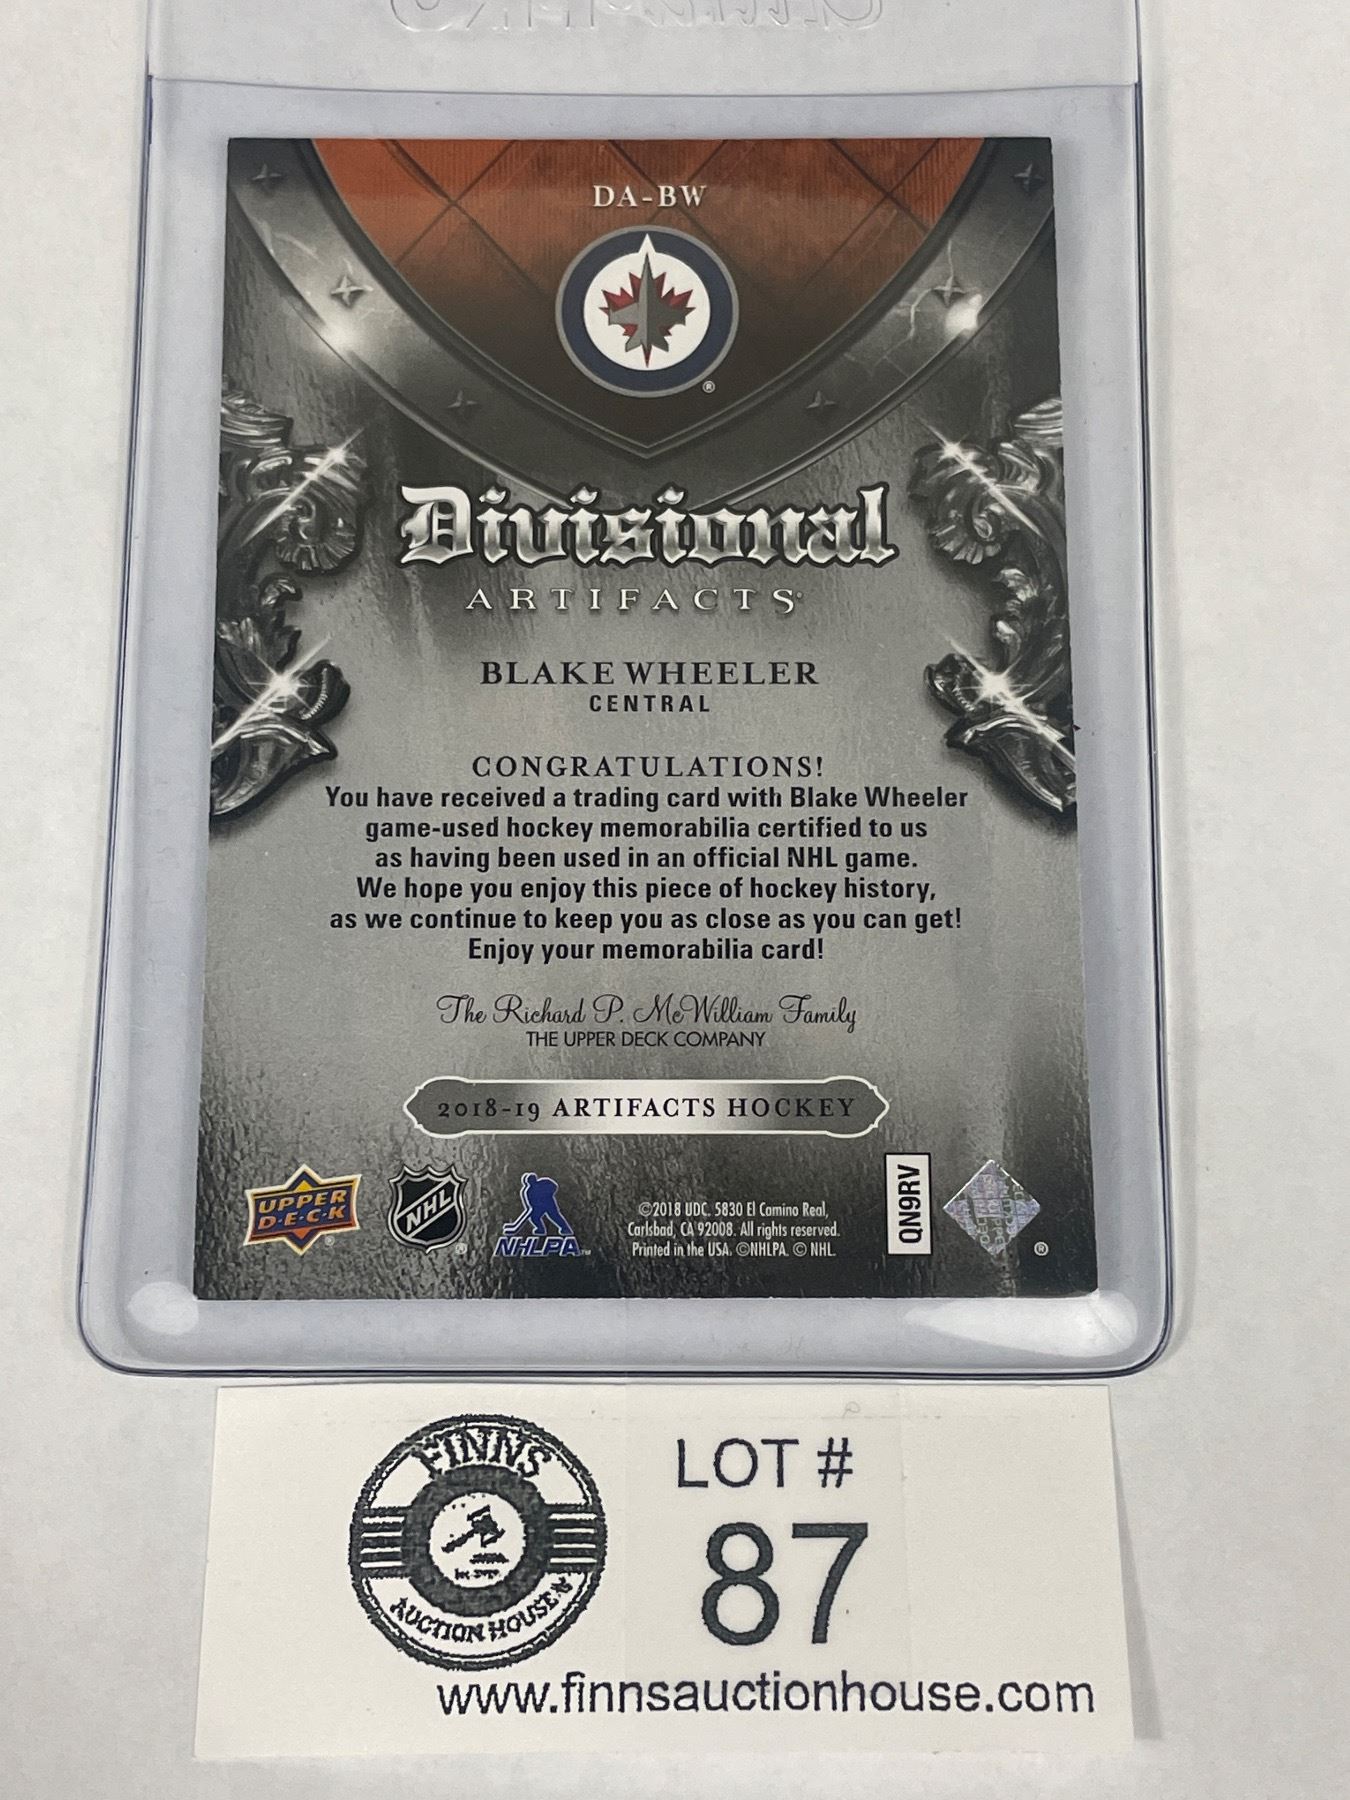 DA-BW
®
Divisional
ARTIFACTS®
BLAKE WHEELER
CENTRAL
CONGRATULATIONS!
You have received a trading card with Blake Wheeler
game-used hockey memorabilia certified to us
as having been used in an official NHL game.
We hope you enjoy this piece of hockey history,
as we continue to keep you as close as you can get!
Enjoy your memorabilia card!
The Richard P. McWilliam Family
THE UPPER DECK COMPANY
2018-19 ARTIFACTS HOCKEY
UPPER
D·E·C·K
®
NHL
®
NHLPA™
©2018 UDC. 5830 El Camino Real,
Carlsbad, CA 92008. All rights reserved.
Printed in the USA. ©NHLPA. © NHL.
QN9RV
®
FINNS
AUCTION HOUSE
LOT #
87
www.finnsauctionhouse.com